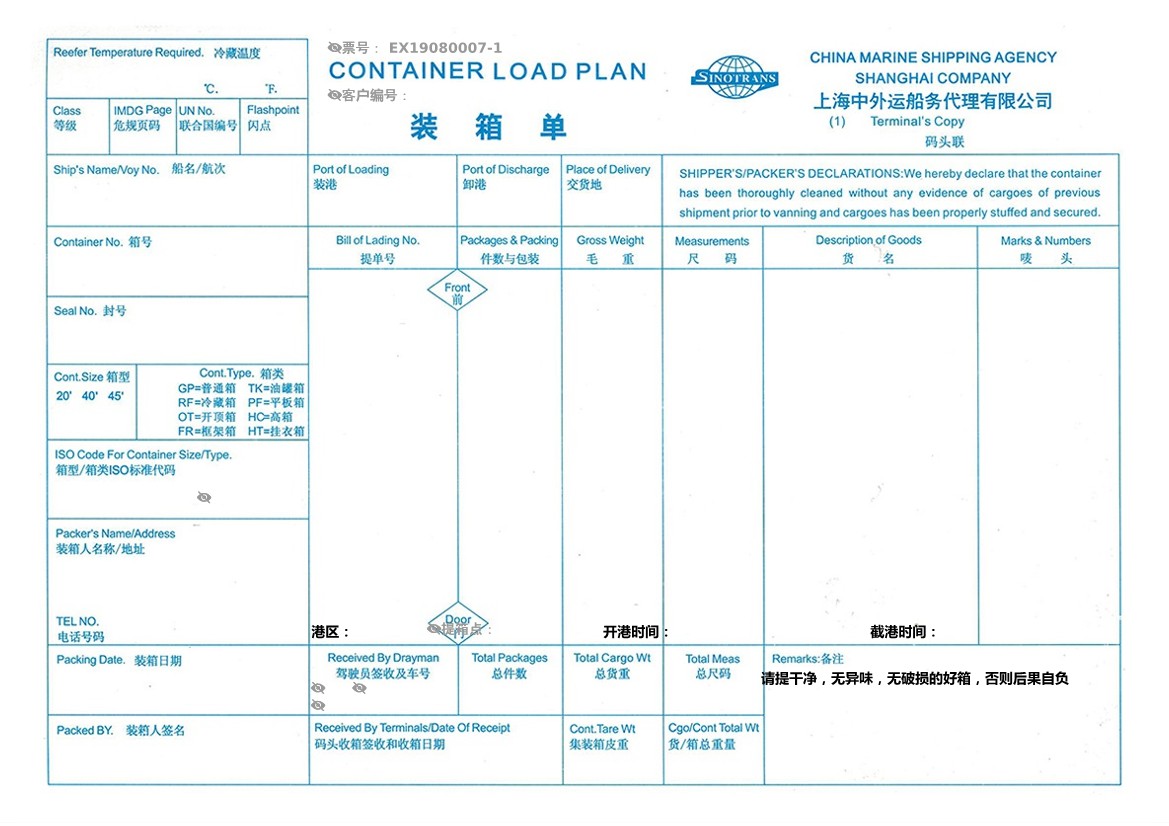 Reefer Temperature Required. 冷藏温度
℃. ℉.
Class
等级
IMDG Page
危规页码
UN No.
联合国编号
Flashpoint
闪点
票号： EX19080007-1
CONTAINER LOAD PLAN
客户编号：
装 箱 单
SINOTRANS
CHINA MARINE SHIPPING AGENCY
SHANGHAI COMPANY
上海中外运船务代理有限公司
(1) Terminal's Copy
码头联
Ship's Name/Voy No. 船名/航次
Port of Loading
装港
Port of Discharge
卸港
Place of Delivery
交货地
SHIPPER'S/PACKER'S DECLARATIONS:We hereby declare that the container
has been thoroughly cleaned without any evidence of cargoes of previous
shipment prior to vanning and cargoes has been properly stuffed and secured.
Container No. 箱号
Bill of Lading No.
提单号
Packages & Packing
件数与包装
Gross Weight
毛 重
Measurements
尺 码
Description of Goods
货 名
Marks & Numbers
唛 头
Front
前
Seal No. 封号
Cont.Size 箱型
20' 40' 45'
Cont.Type. 箱类
GP=普通箱 TK=油罐箱
RF=冷藏箱 PF=平板箱
OT=开顶箱 HC=高箱
FR=框架箱 HT=挂衣箱
ISO Code For Container Size/Type.
箱型/箱类ISO标准代码
Packer's Name/Address
装箱人名称/地址
TEL NO.
电话号码
Door
提箱点：
港区：
开港时间：
截港时间：
Packing Date. 装箱日期
Received By Drayman
驾驶员签收及车号
Total Packages
总件数
Total Cargo Wt
总货重
Total Meas
总尺码
Remarks:备注
请提干净，无异味，无破损的好箱，否则后果自负
Packed BY. 装箱人签名
Received By Terminals/Date Of Receipt
码头收箱签收和收箱日期
Cont.Tare Wt
集装箱皮重
Cgo/Cont Total Wt
货/箱总重量